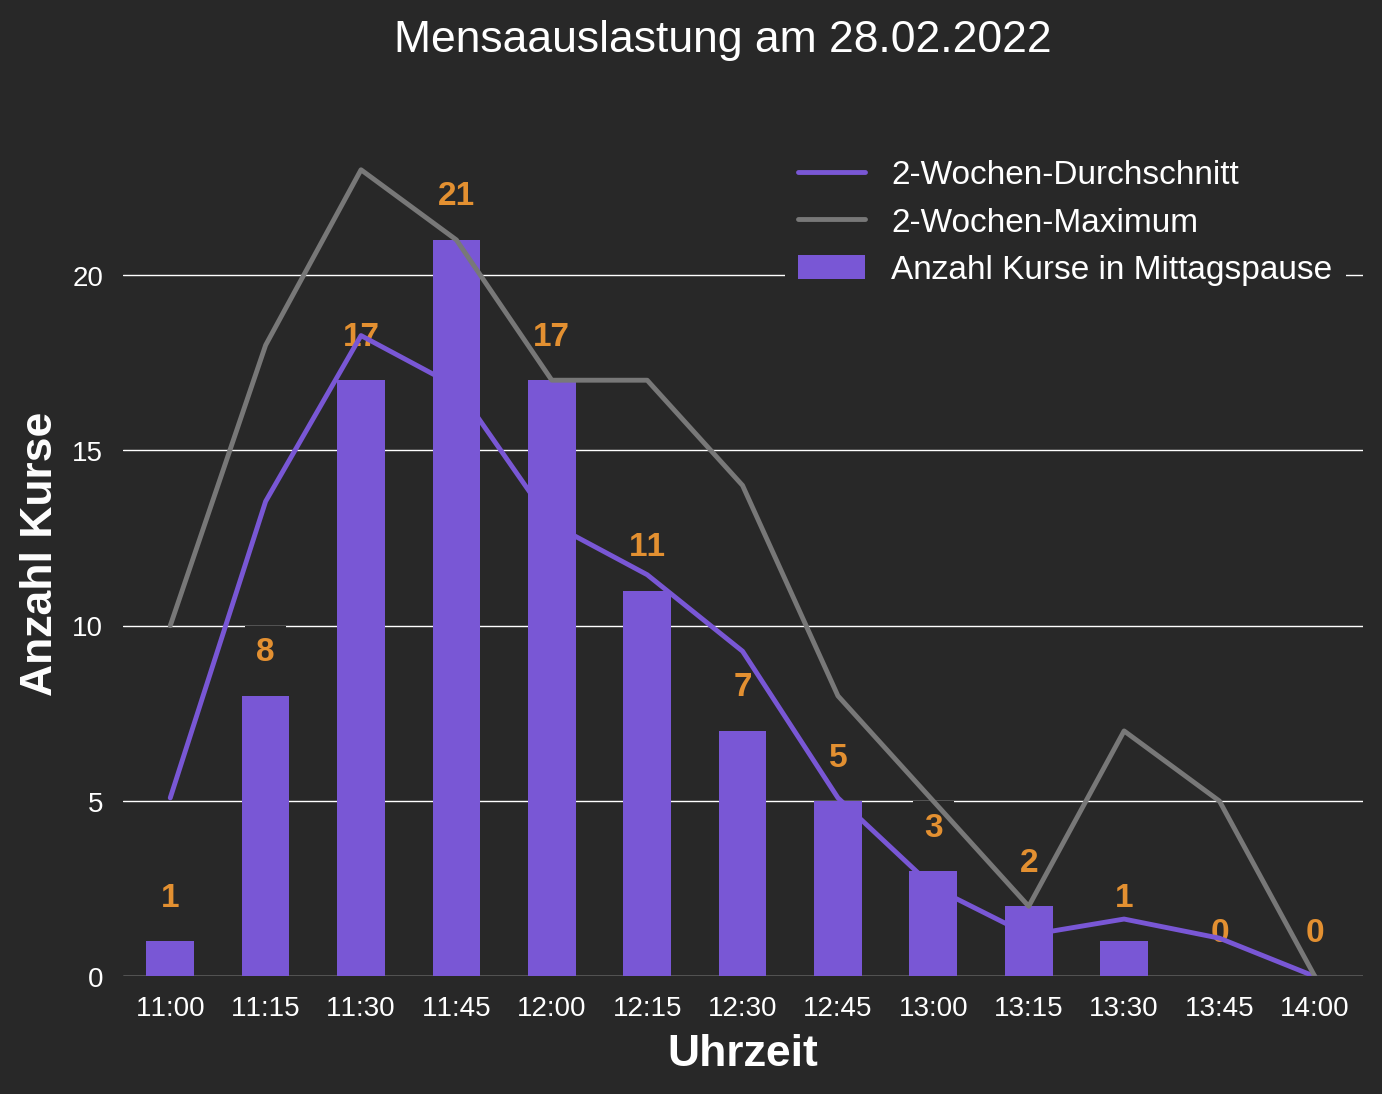 Mensaauslastung am 28.02.2022
2-Wochen-Durchschnitt
2-Wochen-Maximum
Anzahl Kurse in Mittagspause
Anzahl Kurse
20
15
10
5
0
1
8
17
21
17
11
7
5
3
2
1
0
0
11:00 11:15 11:30 11:45 12:00 12:15 12:30 12:45 13:00 13:15 13:30 13:45 14:00
Uhrzeit